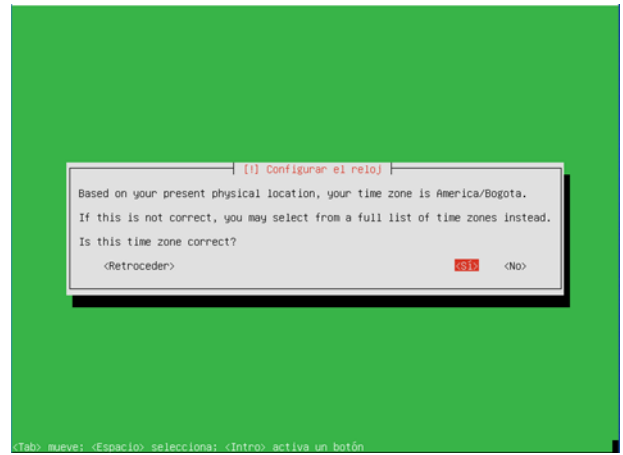 [!] Configurar el reloj
Based on your present physical location, your time zone is America/Bogota.
If this is not correct, you may select from a full list of time zones instead.
Is this time zone correct?
<Retroceder> <Sí> <No>
<Tab> mueve; <Espacio> selecciona; <Intro> activa un botón